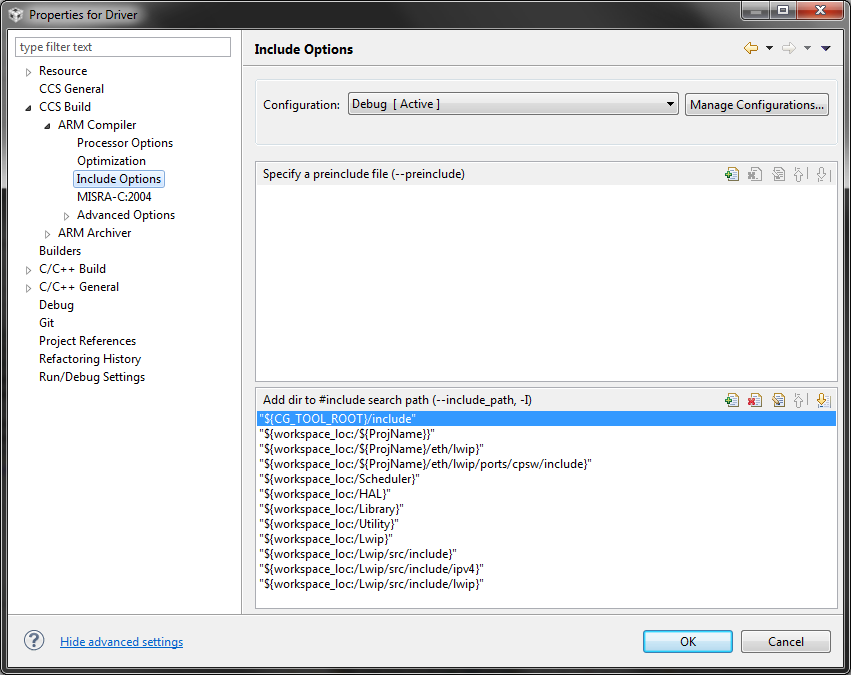 Properties for Driver
type filter text
Resource
CCS General
CCS Build
ARM Compiler
Processor Options
Optimization
Include Options
MISRA-C:2004
Advanced Options
ARM Archiver
Builders
C/C++ Build
C/C++ General
Debug
Git
Project References
Refactoring History
Run/Debug Settings
Include Options
Configuration: Debug [ Active ] Manage Configurations...
Specify a preinclude file (--preinclude)
Add dir to #include search path (--include_path, -I)
"${CG_TOOL_ROOT}/include"
"${workspace_loc:/${ProjName}}"
"${workspace_loc:/${ProjName}/eth/lwip}"
"${workspace_loc:/${ProjName}/eth/lwip/ports/cpsw/include}"
"${workspace_loc:/Scheduler}"
"${workspace_loc:/HAL}"
"${workspace_loc:/Library}"
"${workspace_loc:/Utility}"
"${workspace_loc:/Lwip}"
"${workspace_loc:/Lwip/src/include}"
"${workspace_loc:/Lwip/src/include/ipv4}"
"${workspace_loc:/Lwip/src/include/lwip}"
? Hide advanced settings
OK Cancel